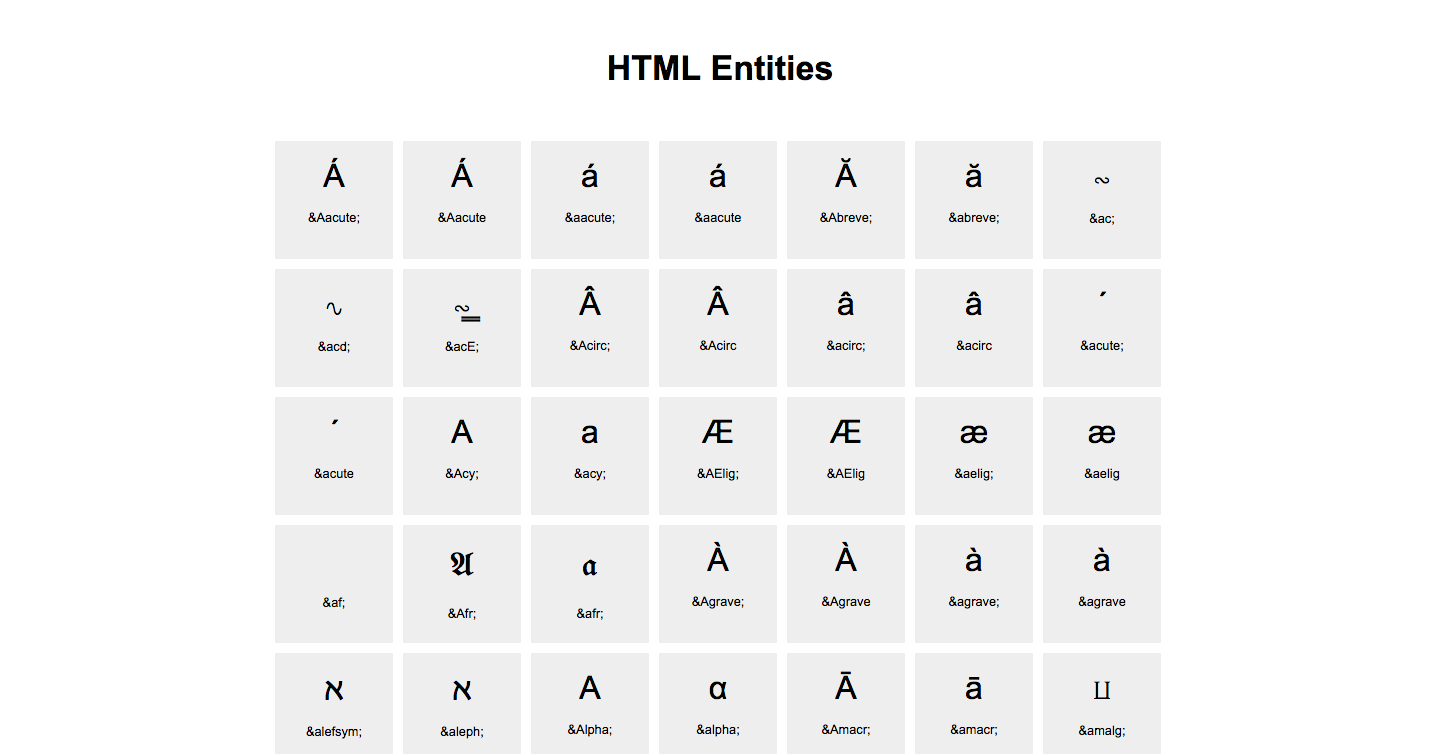 HTML Entities
Á Á á á Ă ă ∾
&Aacute; &Aacute &aacute; &aacute &Abreve; &abreve; &ac;
∿ ∾̳ Â Â â â ´
&acd; &acE; &Acirc; &Acirc &acirc; &acirc &acute;
´ А а Æ Æ æ æ
&acute &Acy; &acy; &AElig; &AElig &aelig; &aelig
𝔄 𝔞 À À à à
&af; &Afr; &afr; &Agrave; &Agrave &agrave; &agrave
ℵ ℵ Α α Ā ā ⨿
&alefsym; &aleph; &Alpha; &alpha; &Amacr; &amacr; &amalg;